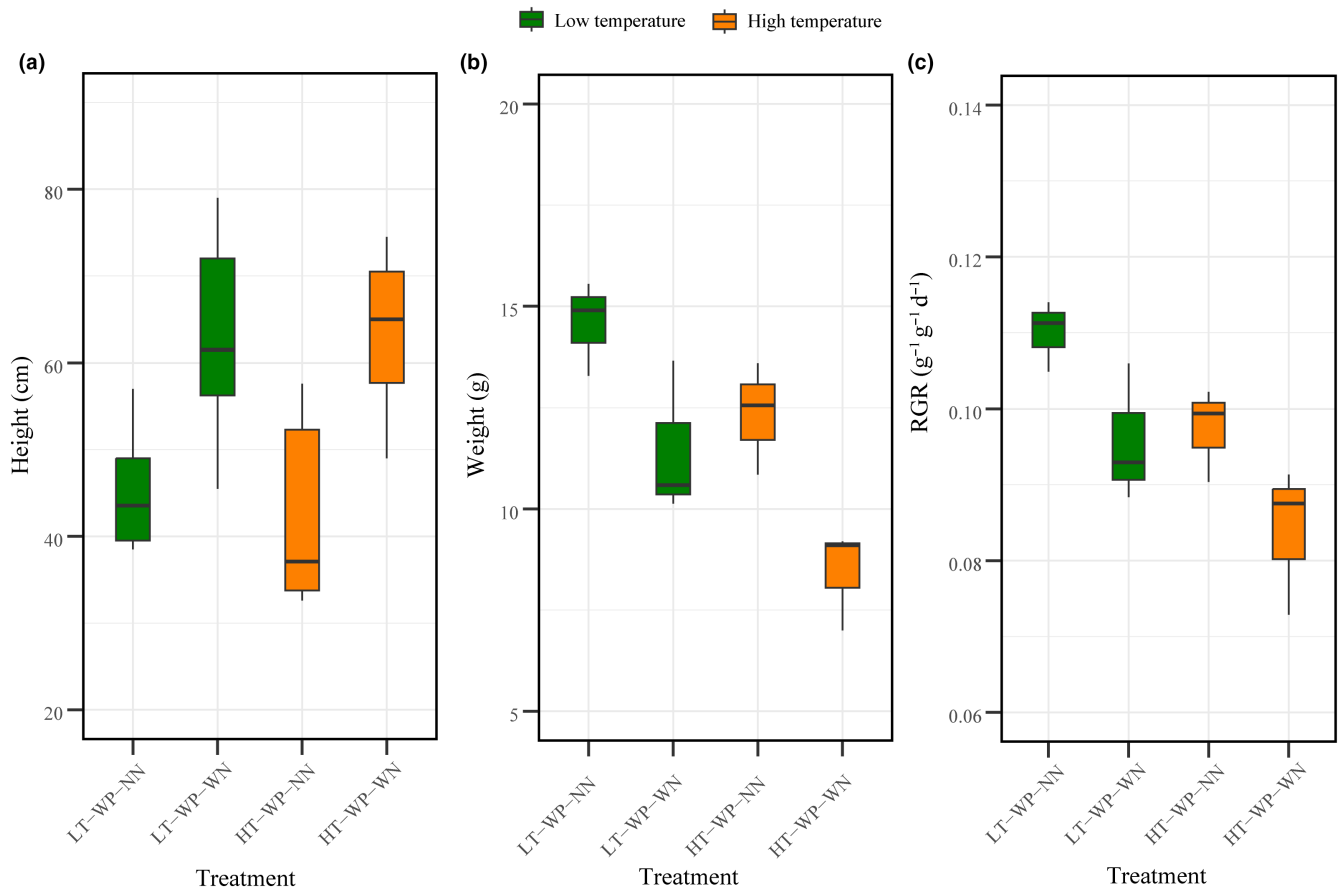 Low temperature
High temperature
(a)
Height (cm)
80
60
40
20
LT−WP−NN
LT−WP−WN
HT−WP−NN
HT−WP−WN
Treatment
(b)
Weight (g)
20
15
10
5
LT−WP−NN
LT−WP−WN
HT−WP−NN
HT−WP−WN
Treatment
(c)
RGR (g⁻¹ g⁻¹ d⁻¹)
0.14
0.12
0.10
0.08
0.06
LT−WP−NN
LT−WP−WN
HT−WP−NN
HT−WP−WN
Treatment